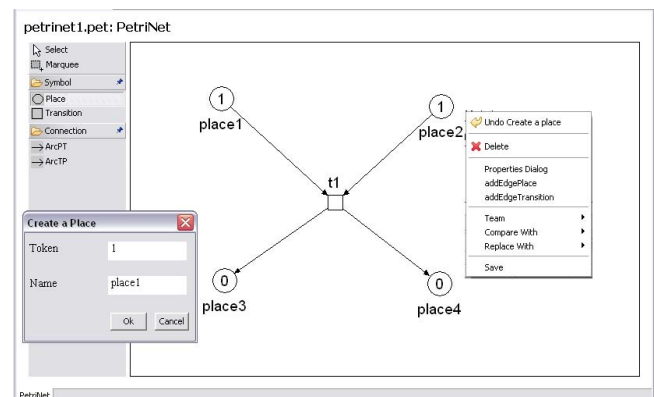 petrinet1.pet: PetriNet
Select
Marquee
Symbol
Place
Transition
Connection
ArcPT
ArcTP
1
place1
1
place2
t1
0
place3
0
place4
Create a Place
Token
1
Name
place1
Ok
Cancel
Undo Create a place
Delete
Properties Dialog
addEdgePlace
addEdgeTransition
Team
Compare With
Replace With
Save
PetriNet